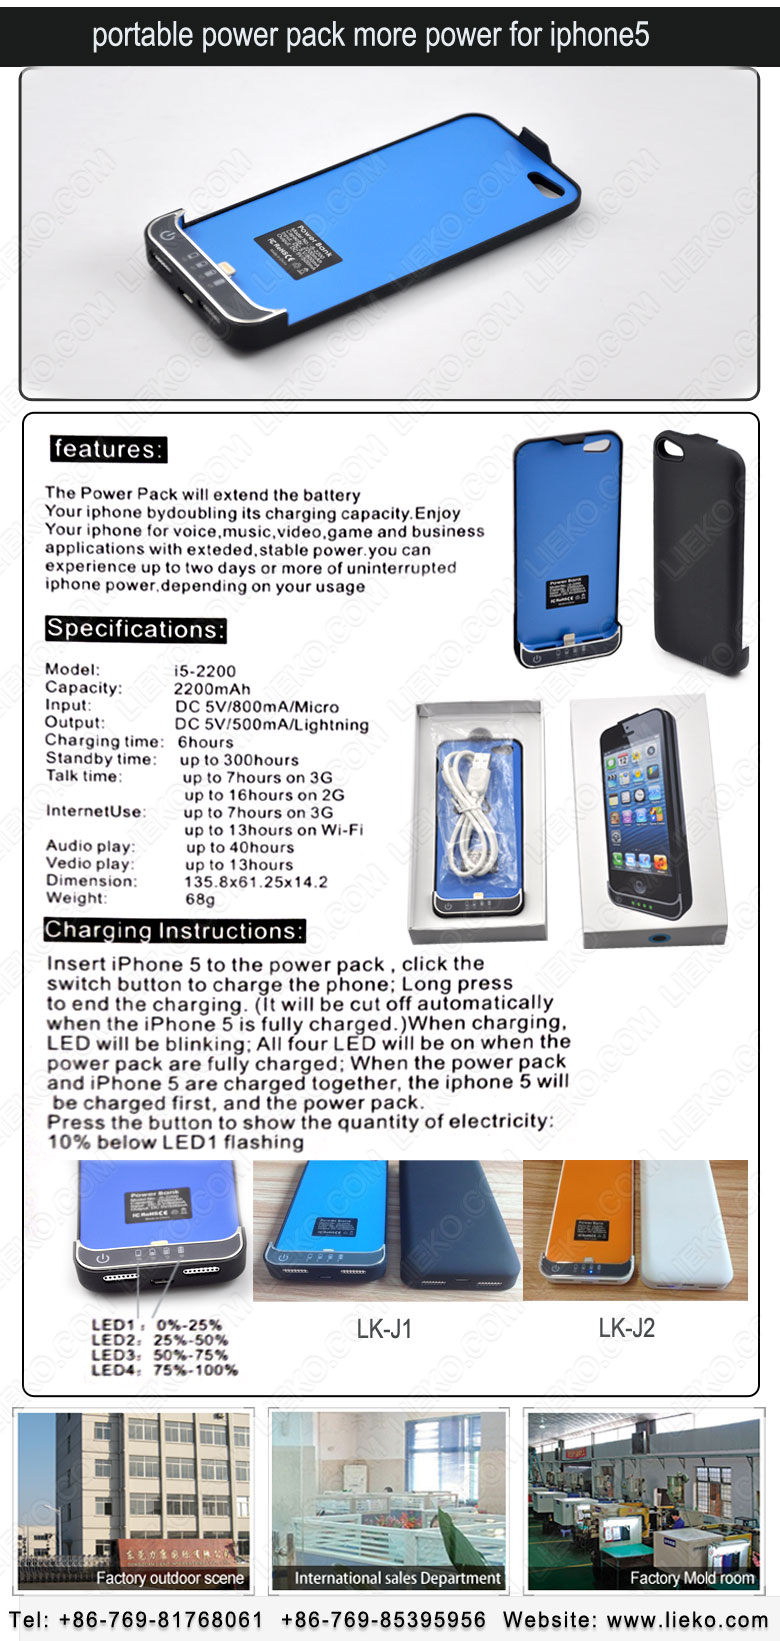 portable power pack more power for iphone5
Power Bank
features:
The Power Pack will extend the battery
Your iphone bydoubling its charging capacity.Enjoy
Your iphone for voice,music,video,game and business
applications with exteded,stable power.you can
experience up to two days or more of uninterrupted
iphone power,depending on your usage
Power Bank
Specifications:
Model: i5-2200
Capacity: 2200mAh
Input: DC 5V/800mA/Micro
Output: DC 5V/500mA/Lightning
Charging time: 6hours
Standby time: up to 300hours
Talk time: up to 7hours on 3G
up to 16hours on 2G
InternetUse: up to 7hours on 3G
up to 13hours on Wi-Fi
Audio play: up to 40hours
Vedio play: up to 13hours
Dimension: 135.8x61.25x14.2
Weight: 68g
Charging Instructions:
Insert iPhone 5 to the power pack , click the
switch button to charge the phone; Long press
to end the charging. (It will be cut off automatically
when the iPhone 5 is fully charged.)When charging,
LED will be blinking; All four LED will be on when the
power pack are fully charged; When the power pack
and iPhone 5 are charged together, the iphone 5 will
be charged first, and the power pack.
Press the button to show the quantity of electricity:
10% below LED1 flashing
Power Bank
LED1: 0%-25%
LED2: 25%-50%
LED3: 50%-75%
LED4: 75%-100%
LK-J1
LK-J2
Factory outdoor scene
International sales Department
Factory Mold room
Tel: +86-769-81768061 +86-769-85395956 Website: www.lieko.com
LIEKO.COM